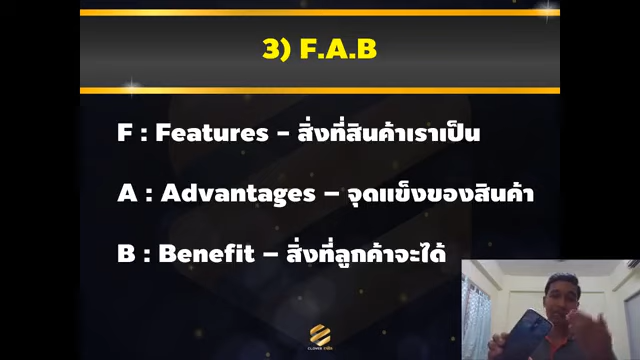 3) F.A.B
F : Features - สิ่งที่สินค้าเราเป็น
A : Advantages – จุดแข็งของสินค้า
B : Benefit – สิ่งที่ลูกค้าจะได้